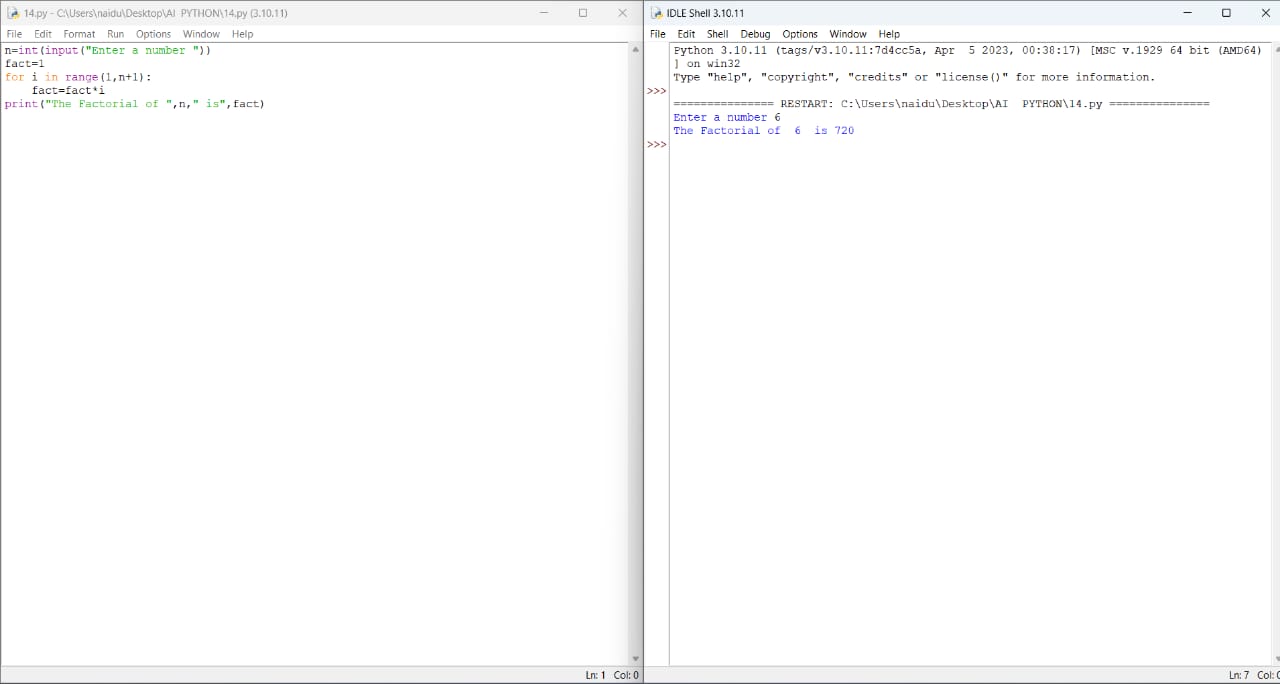 14.py - C:\Users\naidu\Desktop\AI  PYTHON\14.py (3.10.11)
File Edit Format Run Options Window Help
n=int(input("Enter a number "))
fact=1
for i in range(1,n+1):
    fact=fact*i
print("The Factorial of ",n," is",fact)
Ln: 1 Col: 0
IDLE Shell 3.10.11
File Edit Shell Debug Options Window Help
Python 3.10.11 (tags/v3.10.11:7d4cc5a, Apr  5 2023, 00:38:17) [MSC v.1929 64 bit (AMD64)
] on win32
Type "help", "copyright", "credits" or "license()" for more information.
>>>
=============== RESTART: C:\Users\naidu\Desktop\AI  PYTHON\14.py ===============
Enter a number 6
The Factorial of  6  is 720
>>>
Ln: 7 Col: